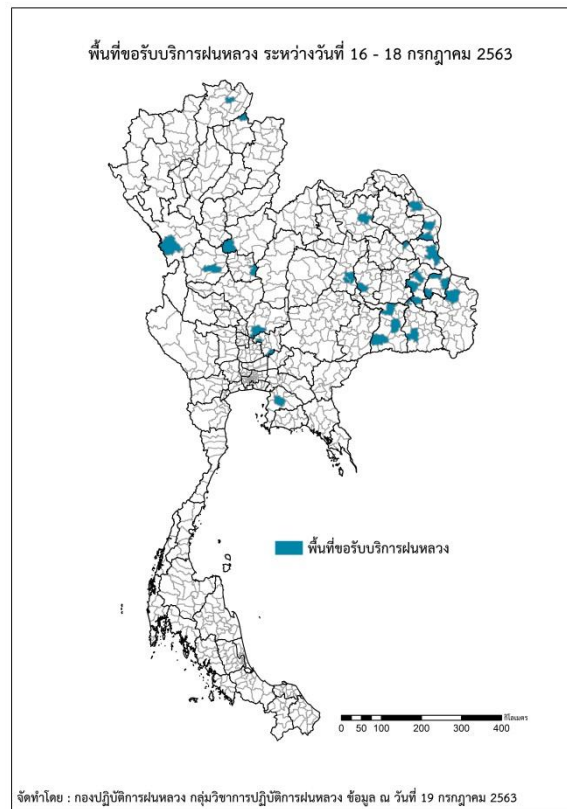 พื้นที่ขอรับบริการฝนหลวง ระหว่างวันที่ 16 - 18 กรกฎาคม 2563
พื้นที่ขอรับบริการฝนหลวง
กิโลเมตร
0 50 100 200 300 400
จัดทำโดย : กองปฏิบัติการฝนหลวง กลุ่มวิชาการปฏิบัติการฝนหลวง ข้อมูล ณ วันที่ 19 กรกฎาคม 2563